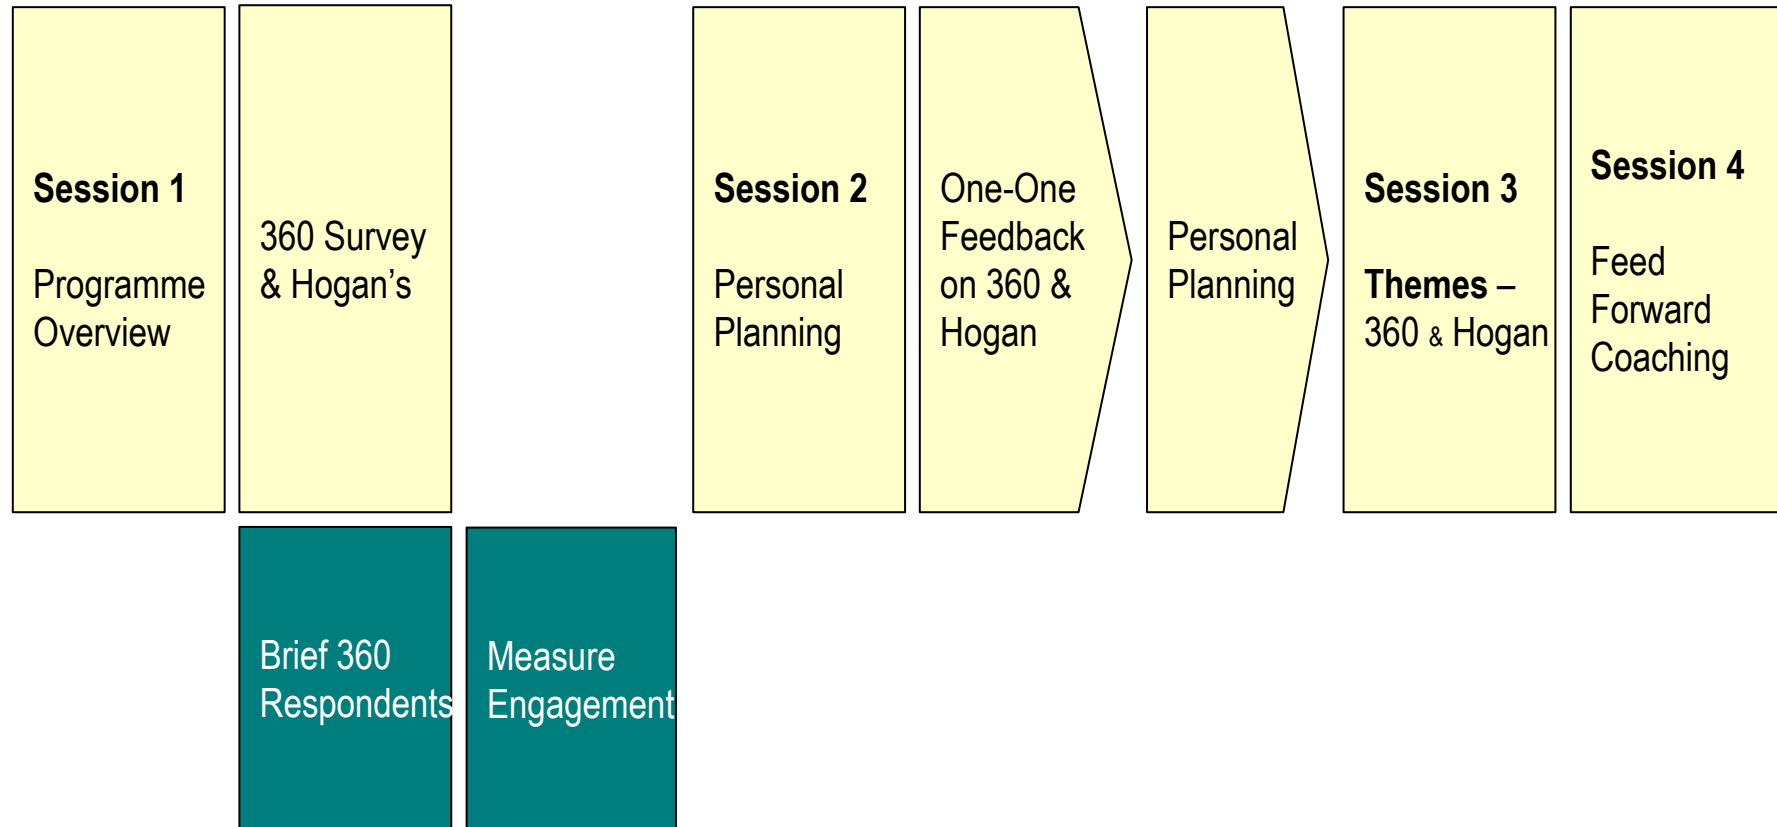 Session 1
Programme
Overview
360 Survey
& Hogan’s
Session 2
Personal
Planning
One-One
Feedback
on 360 &
Hogan
Personal
Planning
Session 3
Themes –
360 & Hogan
Session 4
Feed
Forward
Coaching
Brief 360
Respondents
Measure
Engagement